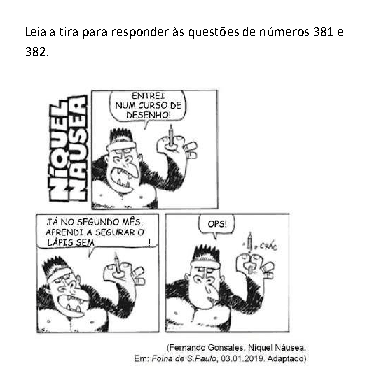 Leia a tira para responder às questões de números 381 e
382.
NÍQUEL
NÁUSEA
ENTREI
NUM CURSO DE
DESENHO!
JÁ NO SEGUNDO MÊS
APRENDI A SEGURAR O
LÁPIS SEM !
OPS!
CRÁC
(Fernando Gonsales. Níquel Náusea.
Em: Folha de S.Paulo, 03.01.2019. Adaptado)